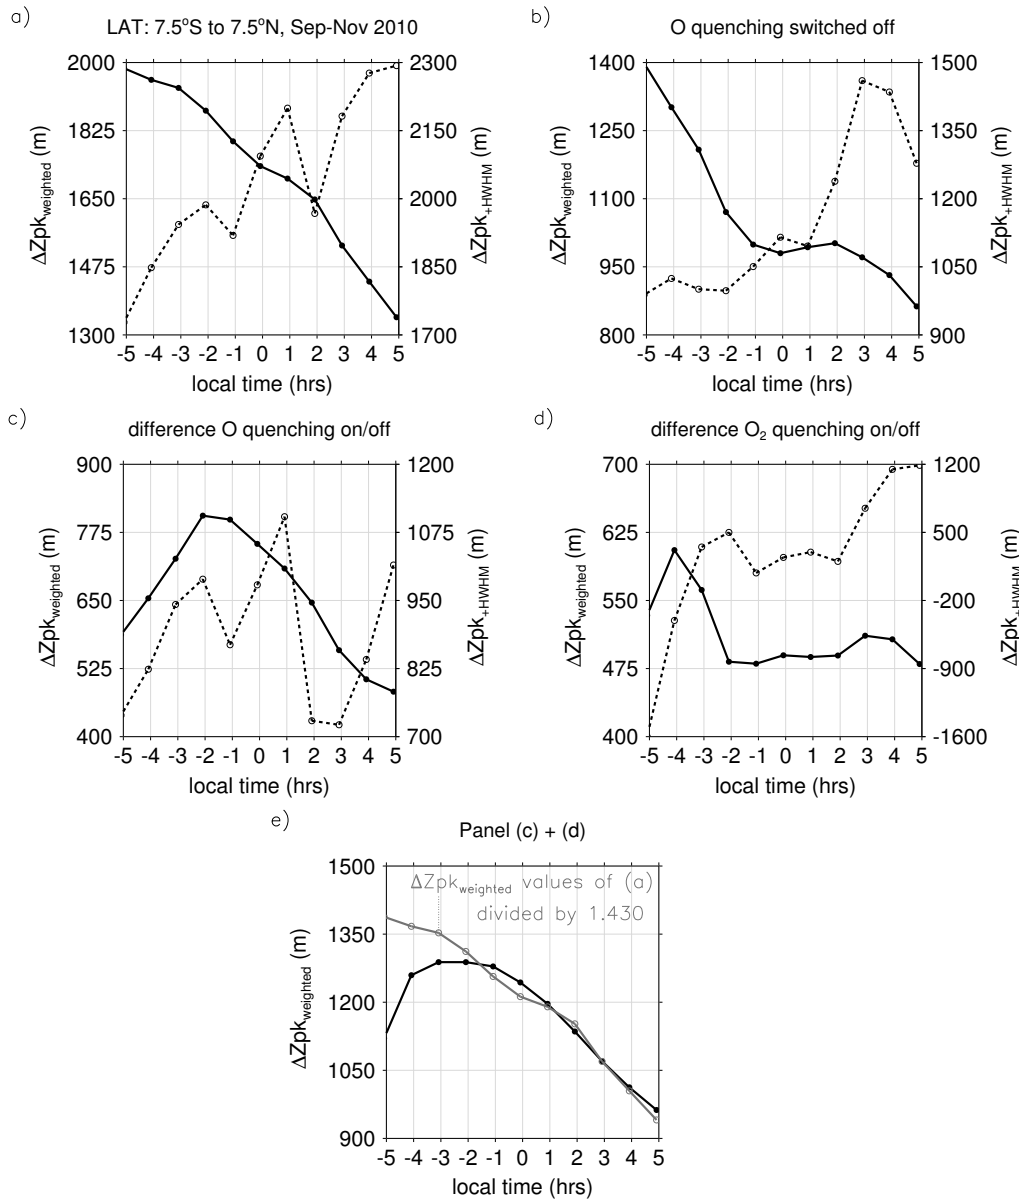 a)
LAT: 7.5°S to 7.5°N, Sep-Nov 2010
2000 1825 1650 1475 1300
ΔZpk_weighted (m)
2300 2150 2000 1850 1700
ΔZpk_+HWHM (m)
-5 -4 -3 -2 -1 0 1 2 3 4 5
local time (hrs)
b)
O quenching switched off
1400 1250 1100 950 800
ΔZpk_weighted (m)
1500 1350 1200 1050 900
ΔZpk_+HWHM (m)
-5 -4 -3 -2 -1 0 1 2 3 4 5
local time (hrs)
c)
difference O quenching on/off
900 775 650 525 400
ΔZpk_weighted (m)
1200 1075 950 825 700
ΔZpk_+HWHM (m)
-5 -4 -3 -2 -1 0 1 2 3 4 5
local time (hrs)
d)
difference O₂ quenching on/off
700 625 550 475 400
ΔZpk_weighted (m)
1200 500 -200 -900 -1600
ΔZpk_+HWHM (m)
-5 -4 -3 -2 -1 0 1 2 3 4 5
local time (hrs)
e)
Panel (c) + (d)
1500 1350 1200 1050 900
ΔZpk_weighted (m)
ΔZpk_weighted values of (a)
divided by 1.430
-5 -4 -3 -2 -1 0 1 2 3 4 5
local time (hrs)